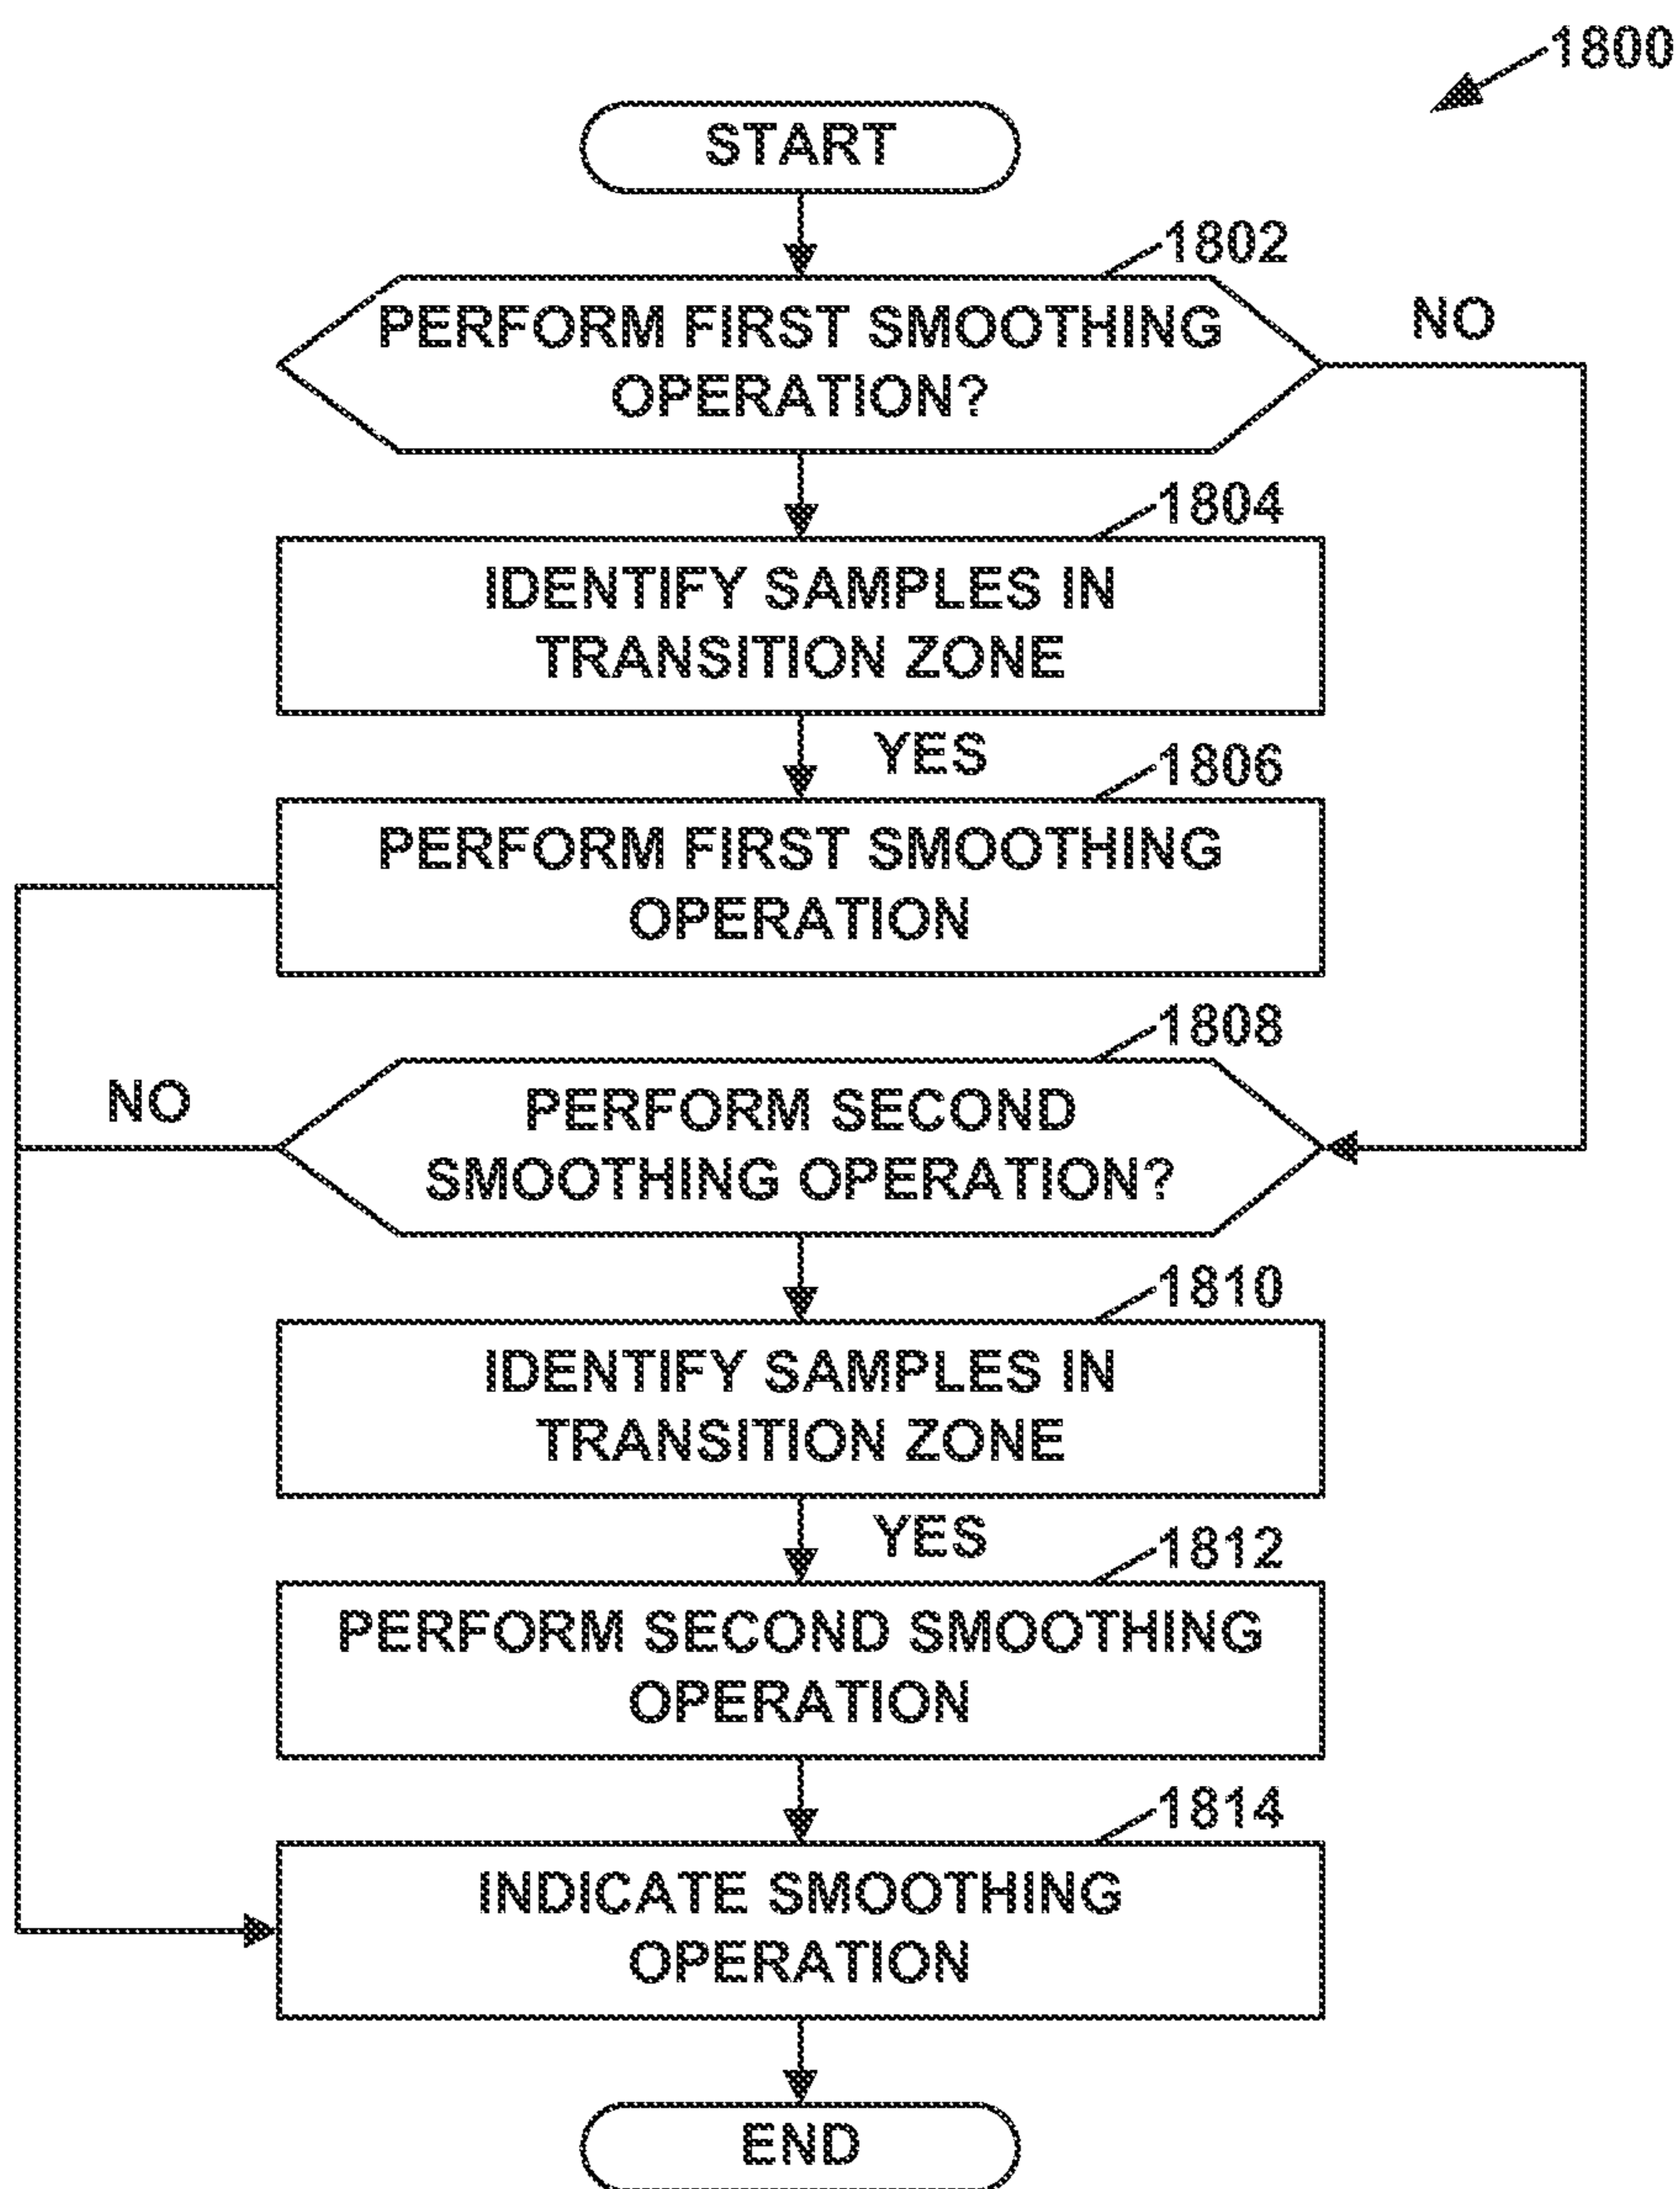 1800
START
1802
PERFORM FIRST SMOOTHING
OPERATION?
NO
1804
IDENTIFY SAMPLES IN
TRANSITION ZONE
YES
1806
PERFORM FIRST SMOOTHING
OPERATION
1808
NO
PERFORM SECOND
SMOOTHING OPERATION?
1810
IDENTIFY SAMPLES IN
TRANSITION ZONE
YES
1812
PERFORM SECOND SMOOTHING
OPERATION
1814
INDICATE SMOOTHING
OPERATION
END